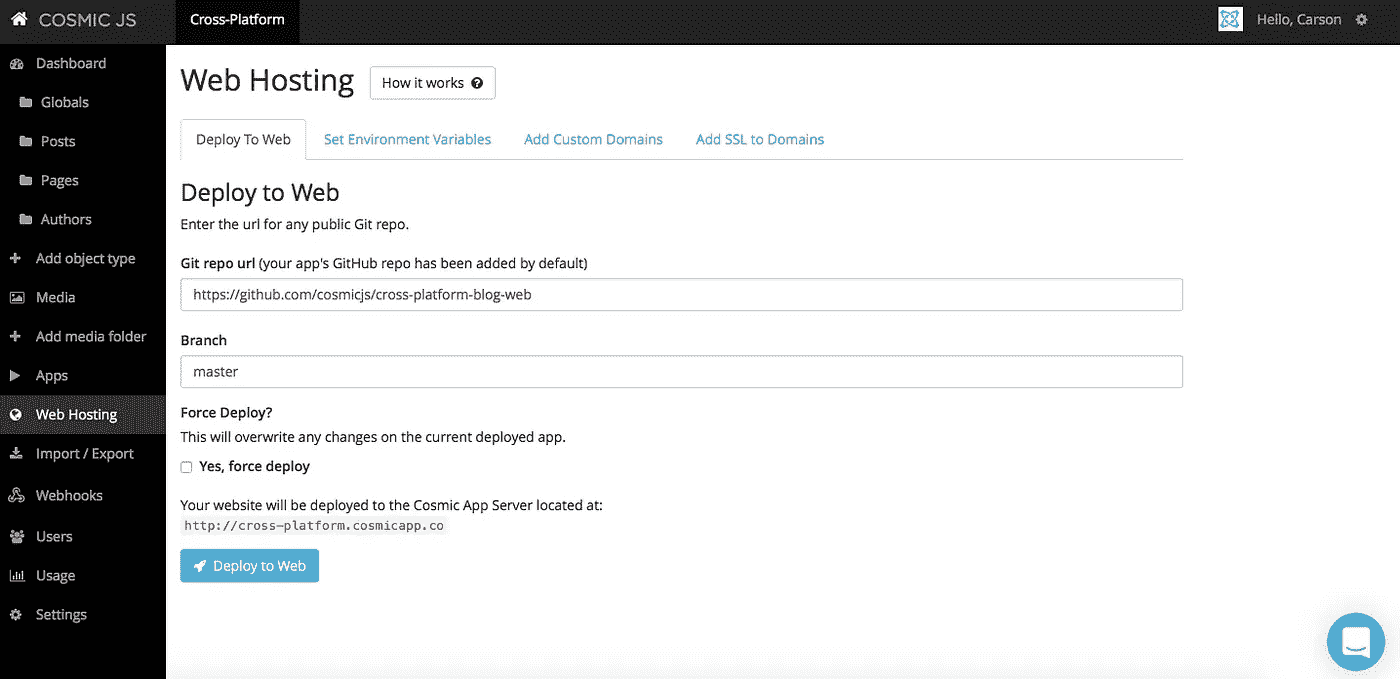 COSMIC JS
Cross-Platform
Hello, Carson
Dashboard
Globals
Posts
Pages
Authors
Add object type
Media
Add media folder
Apps
Web Hosting
Import / Export
Webhooks
Users
Usage
Settings
Web Hosting
How it works ?
Deploy To Web
Set Environment Variables
Add Custom Domains
Add SSL to Domains
Deploy to Web
Enter the url for any public Git repo.
Git repo url (your app's GitHub repo has been added by default)
https://github.com/cosmicjs/cross-platform-blog-web
Branch
master
Force Deploy?
This will overwrite any changes on the current deployed app.
Yes, force deploy
Your website will be deployed to the Cosmic App Server located at:
http://cross-platform.cosmicapp.co
Deploy to Web